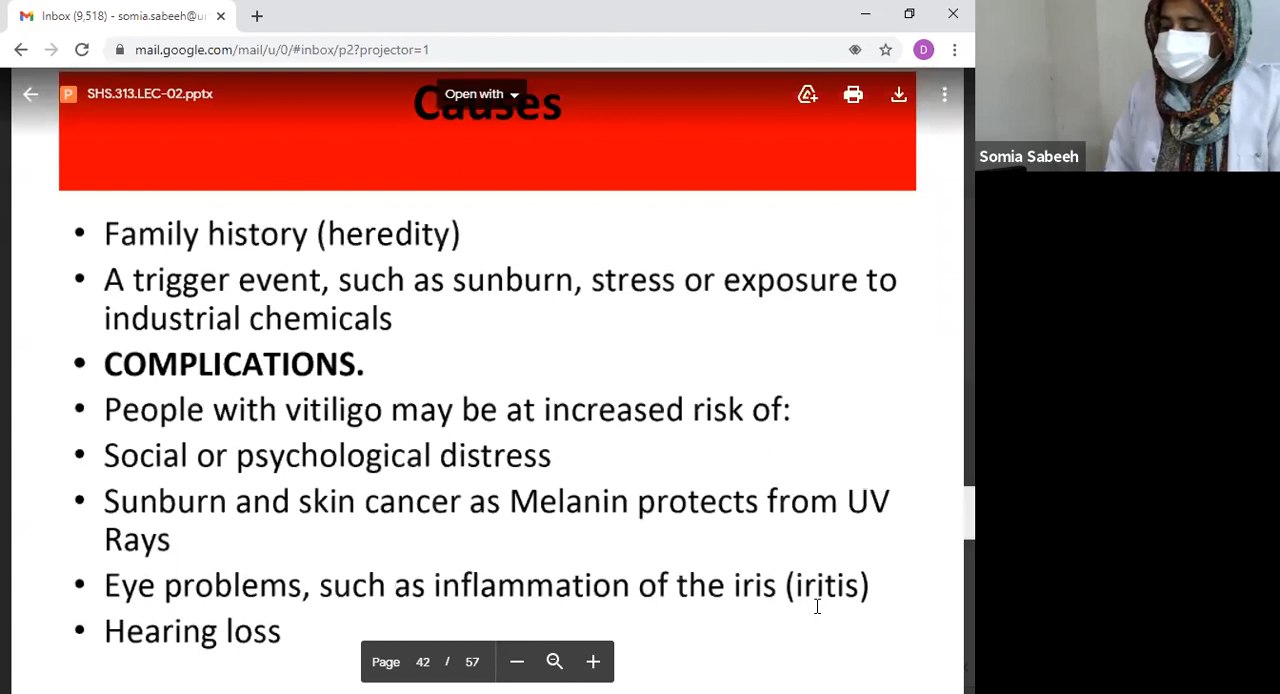 Inbox (9,518) - somia.sabeeh@u
mail.google.com/mail/u/0/#inbox/p2?projector=1
D
P
SHS.313.LEC-02.pptx
Open with
Causes
Somia Sabeeh
• Family history (heredity)
• A trigger event, such as sunburn, stress or exposure to
industrial chemicals
• COMPLICATIONS.
• People with vitiligo may be at increased risk of:
• Social or psychological distress
• Sunburn and skin cancer as Melanin protects from UV
Rays
• Eye problems, such as inflammation of the iris (iritis)
• Hearing loss
Page 42 / 57